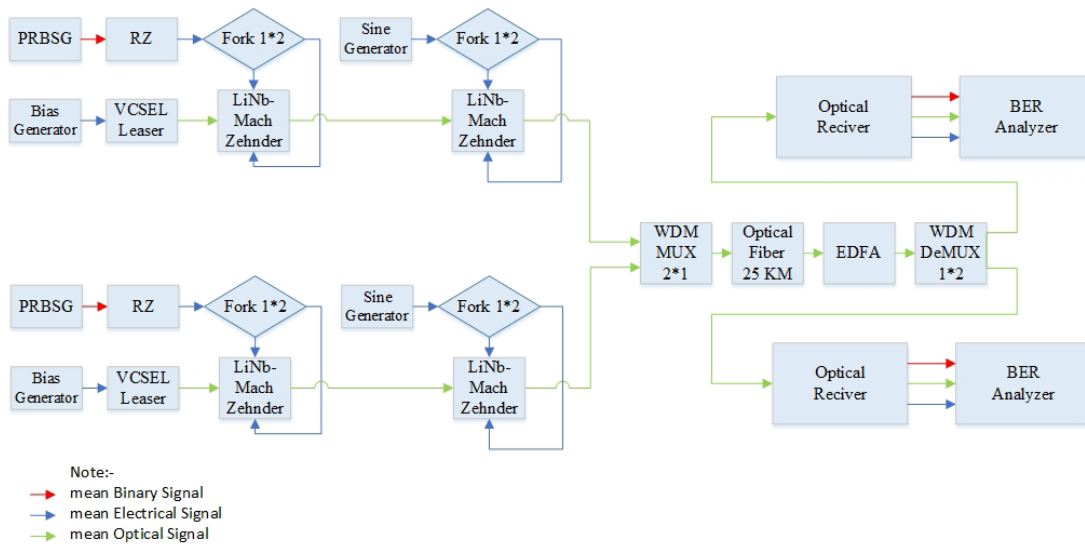 PRBSG
RZ
Fork 1*2
Sine
Generator
Fork 1*2
Bias
Generator
VCSEL
Leaser
LiNb-
Mach
Zehnder
LiNb-
Mach
Zehnder
Optical
Reciver
BER
Analyzer
WDM
MUX
2*1
Optical
Fiber
25 KM
EDFA
WDM
DeMUX
1*2
PRBSG
RZ
Fork 1*2
Sine
Generator
Fork 1*2
Bias
Generator
VCSEL
Leaser
LiNb-
Mach
Zehnder
LiNb-
Mach
Zehnder
Optical
Reciver
BER
Analyzer
Note:-
mean Binary Signal
mean Electrical Signal
mean Optical Signal